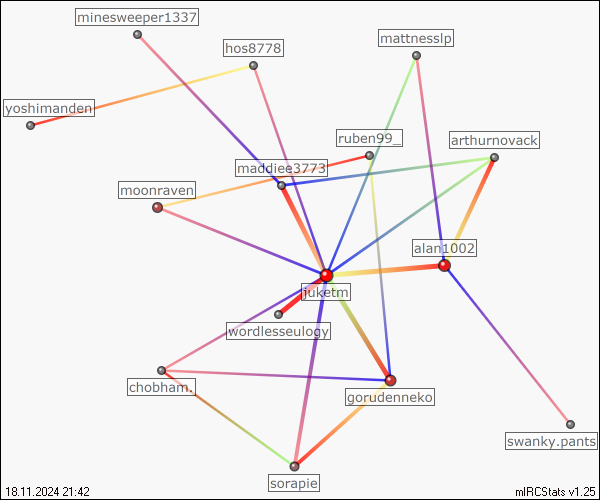 minesweeper1337
mattnesslp
hos8778
yoshimanden
ruben99_
arthurnovack
maddiee3773
moonraven
alan1002
juketm
wordlesseulogy
chobham.
gorudenneko
swanky.pants
sorapie
18.11.2024 21:42
mIRCStats v1.25